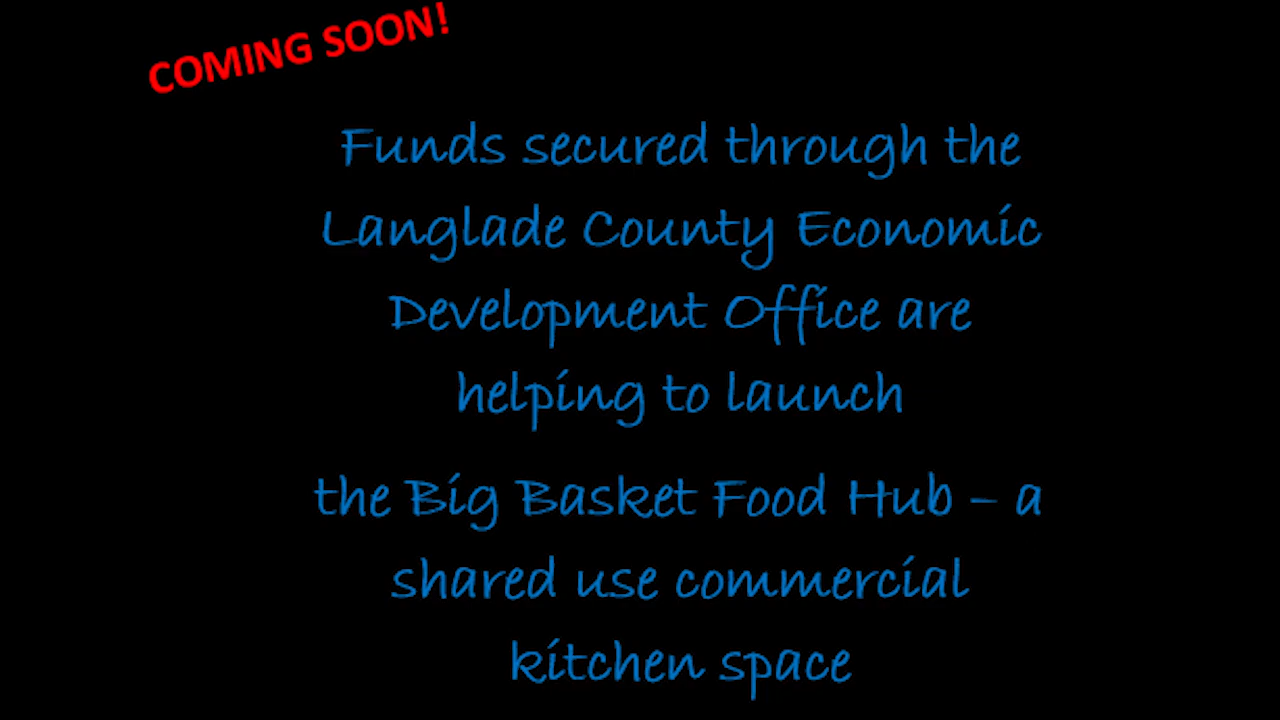 COMING SOON!
Funds secured through the
Langlade County Economic
Development Office are
helping to launch
the Big Basket Food Hub – a
shared use commercial
kitchen space